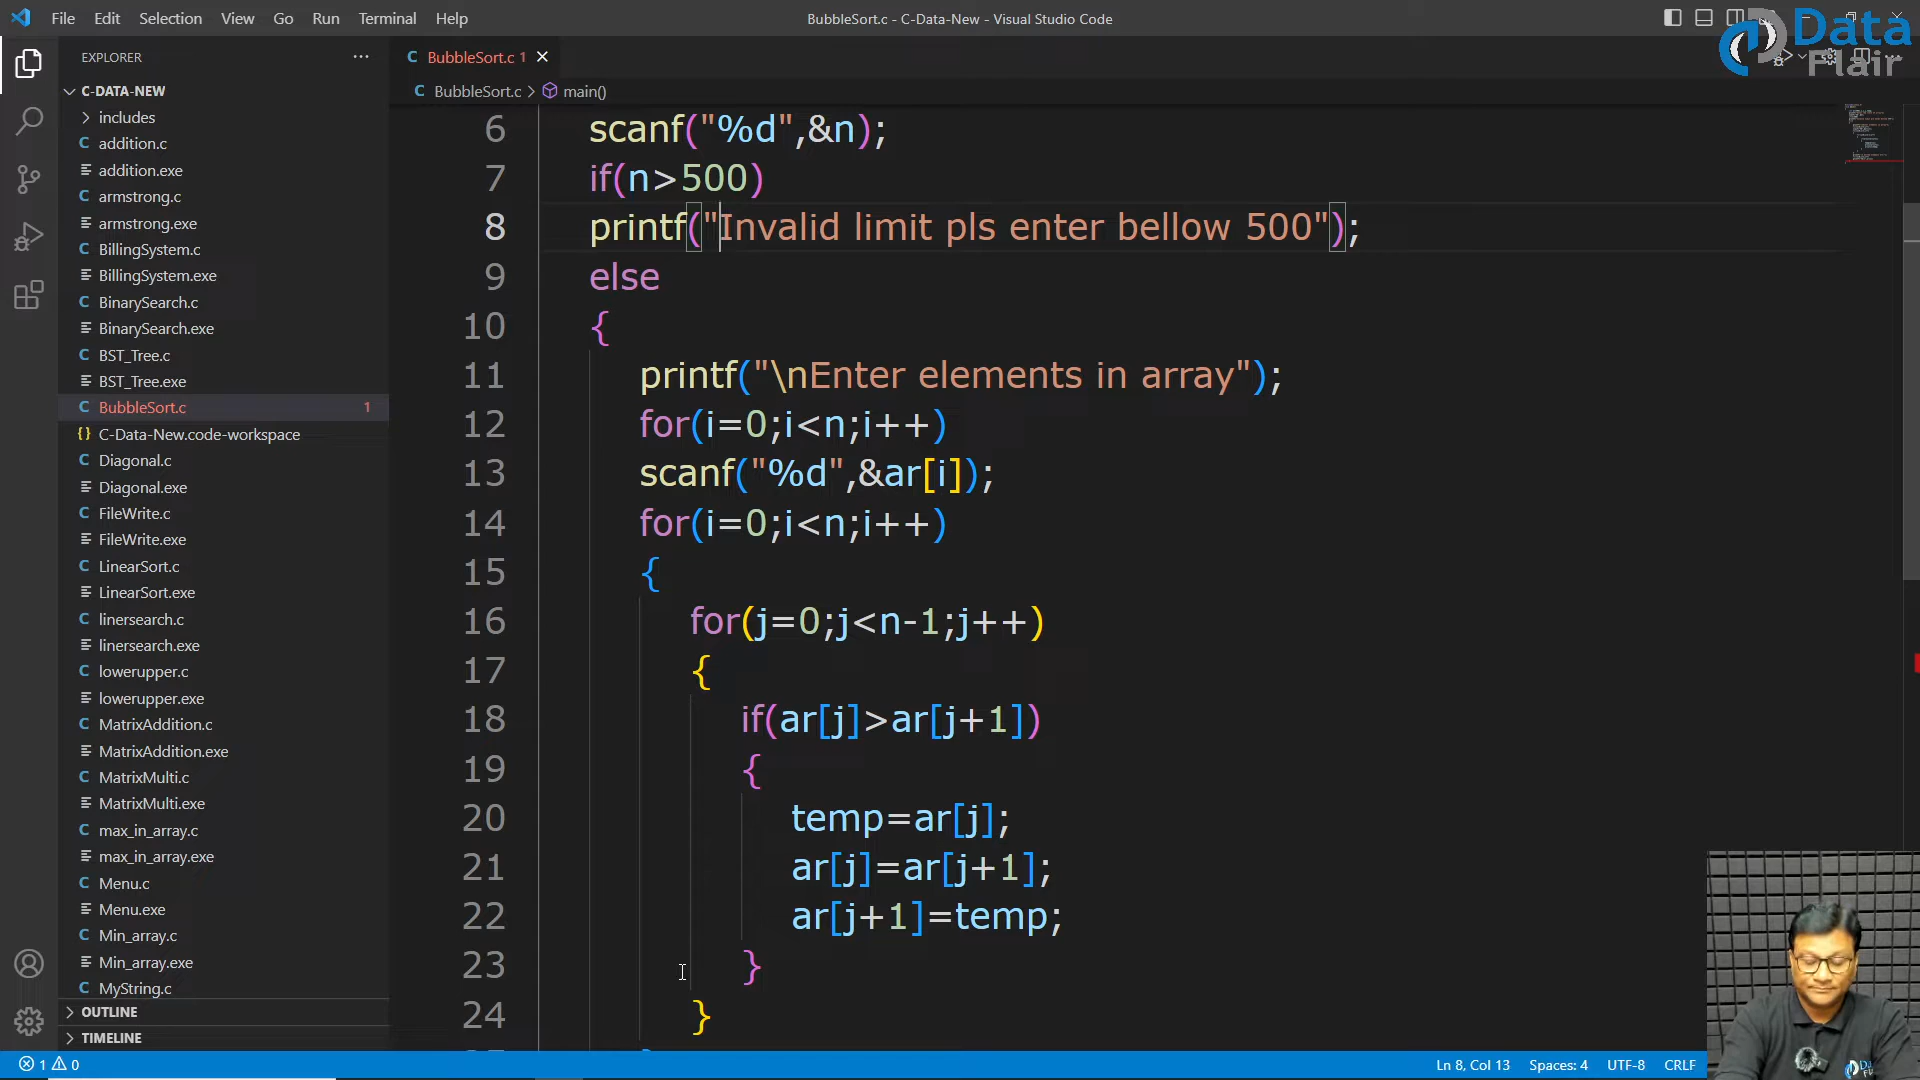 File Edit Selection View Go Run Terminal Help
BubbleSort.c - C-Data-New - Visual Studio Code
Data
Flair
EXPLORER
C-DATA-NEW
includes
addition.c
addition.exe
armstrong.c
armstrong.exe
BillingSystem.c
BillingSystem.exe
BinarySearch.c
BinarySearch.exe
BST_Tree.c
BST_Tree.exe
BubbleSort.c 1
C-Data-New.code-workspace
Diagonal.c
Diagonal.exe
FileWrite.c
FileWrite.exe
LinearSort.c
LinearSort.exe
linersearch.c
linersearch.exe
lowerupper.c
lowerupper.exe
MatrixAddition.c
MatrixAddition.exe
MatrixMulti.c
MatrixMulti.exe
max_in_array.c
max_in_array.exe
Menu.c
Menu.exe
Min_array.c
Min_array.exe
MyString.c
OUTLINE
TIMELINE
BubbleSort.c 1
BubbleSort.c > main()
6 scanf("%d",&n);
7 if(n>500)
8 printf("Invalid limit pls enter bellow 500");
9 else
10 {
11 printf("\nEnter elements in array");
12 for(i=0;i<n;i++)
13 scanf("%d",&ar[i]);
14 for(i=0;i<n;i++)
15 {
16 for(j=0;j<n-1;j++)
17 {
18 if(ar[j]>ar[j+1])
19 {
20 temp=ar[j];
21 ar[j]=ar[j+1];
22 ar[j+1]=temp;
23 }
24 }
1 0
Ln 8, Col 13 Spaces: 4 UTF-8 CRLF